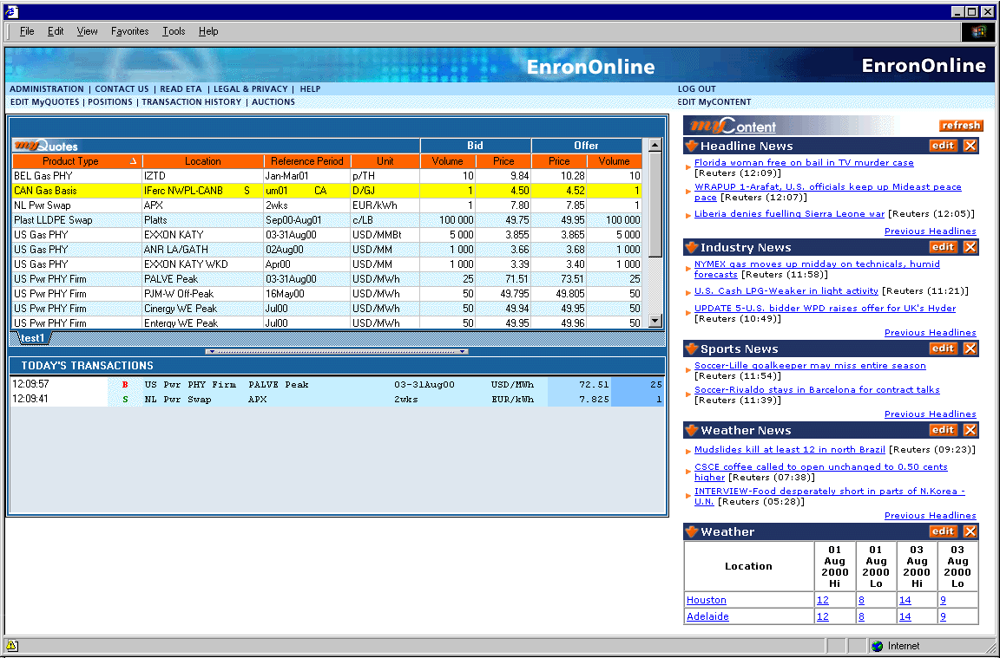 File Edit View Favorites Tools Help
EnronOnline EnronOnline
ADMINISTRATION | CONTACT US | READ ETA | LEGAL & PRIVACY | HELP LOG OUT
EDIT MyQUOTES | POSITIONS | TRANSACTION HISTORY | AUCTIONS EDIT MyCONTENT
myQuotes Bid Offer
Product Type Location Reference Period Unit Volume Price Price Volume
BEL Gas PHY IZTD Jan-Mar01 p/TH 10 9.84 10.28 10
CAN Gas Basis IFerc NWPL-CANB S um01 CA D/GJ 1 4.50 4.52 1
NL Pwr Swap APX 2wks EUR/kWh 1 7.80 7.85 1
Plast LLDPE Swap Platts Sep00-Aug01 c/LB 100 000 49.75 49.95 100 000
US Gas PHY EXXON KATY 03-31Aug00 USD/MMBt 5 000 3.855 3.865 5 000
US Gas PHY ANR LA/GATH 02Aug00 USD/MM 1 000 3.66 3.68 1 000
US Gas PHY EXXON KATY WKD Apr00 USD/MM 1 000 3.39 3.40 1 000
US Pwr PHY Firm PALVE Peak 03-31Aug00 USD/MWh 25 71.51 73.51 25
US Pwr PHY Firm PJM-W Off-Peak 16May00 USD/MWh 50 49.795 49.805 50
US Pwr PHY Firm Cinergy WE Peak Jul00 USD/MWh 50 49.94 49.95 50
US Pwr PHY Firm Entergy WE Peak Jul00 USD/MWh 50 49.95 49.96 50
test1
TODAY'S TRANSACTIONS
12:09:57 B US Pwr PHY Firm PALVE Peak 03-31Aug00 USD/MWh 72.51 25
12:09:41 S NL Pwr Swap APX 2wks EUR/kWh 7.825 1
myContent refresh
Headline News edit
Florida woman free on bail in TV murder case
[Reuters (12:09)]
WRAPUP 1-Arafat, U.S. officials keep up Mideast peace
peace [Reuters (12:07)]
Liberia denies fuelling Sierra Leone war [Reuters (12:05)]
Previous Headlines
Industry News edit
NYMEX gas moves up midday on technicals, humid
forecasts [Reuters (11:58)]
U.S. Cash LPG-Weaker in light activity [Reuters (11:21)]
UPDATE 5-U.S. bidder WPD raises offer for UK's Hyder
[Reuters (10:49)]
Previous Headlines
Sports News edit
Soccer-Lille goalkeeper may miss entire season
[Reuters (11:54)]
Soccer-Rivaldo stays in Barcelona for contract talks
[Reuters (11:39)]
Previous Headlines
Weather News edit
Mudslides kill at least 12 in north Brazil [Reuters (09:23)]
CSCE coffee called to open unchanged to 0.50 cents
higher [Reuters (07:38)]
INTERVIEW-Food desperately short in parts of N.Korea -
U.N. [Reuters (05:28)]
Previous Headlines
Weather edit
Location 01 Aug 2000 Hi 01 Aug 2000 Lo 03 Aug 2000 Hi 03 Aug 2000 Lo
Houston 12 8 14 9
Adelaide 12 8 14 9
Internet